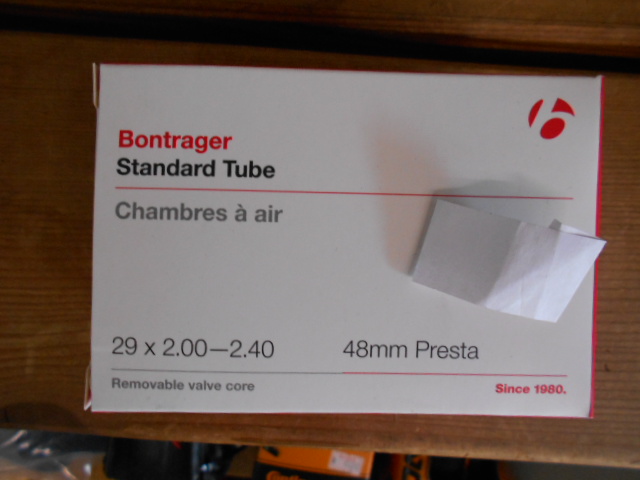 Bontrager
Standard Tube
Chambres à air
29 x 2.00—2.40
48mm Presta
Removable valve core
Since 1980.